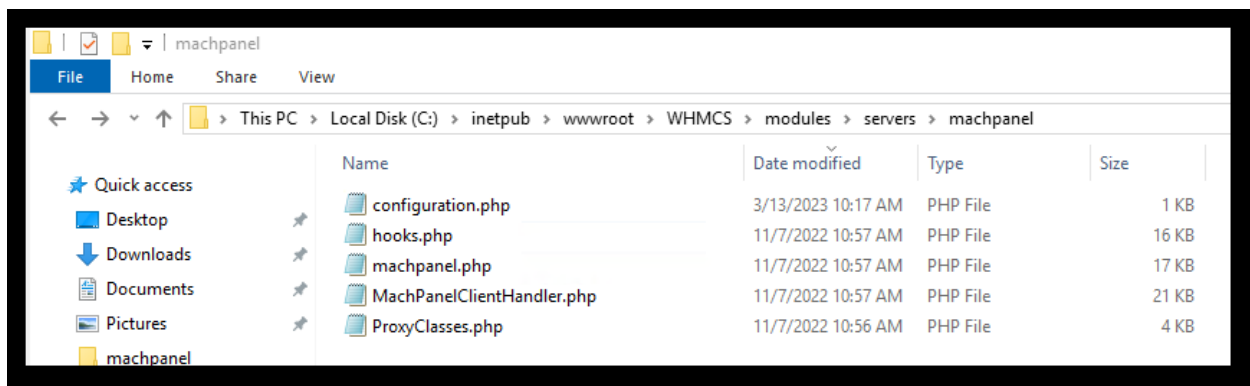 machpanel
File Home Share View
This PC > Local Disk (C:) > inetpub > wwwroot > WHMCS > modules > servers > machpanel
Name Date modified Type Size
Quick access
Desktop
Downloads
Documents
Pictures
machpanel
configuration.php 3/13/2023 10:17 AM PHP File 1 KB
hooks.php 11/7/2022 10:57 AM PHP File 16 KB
machpanel.php 11/7/2022 10:57 AM PHP File 17 KB
MachPanelClientHandler.php 11/7/2022 10:57 AM PHP File 21 KB
ProxyClasses.php 11/7/2022 10:56 AM PHP File 4 KB